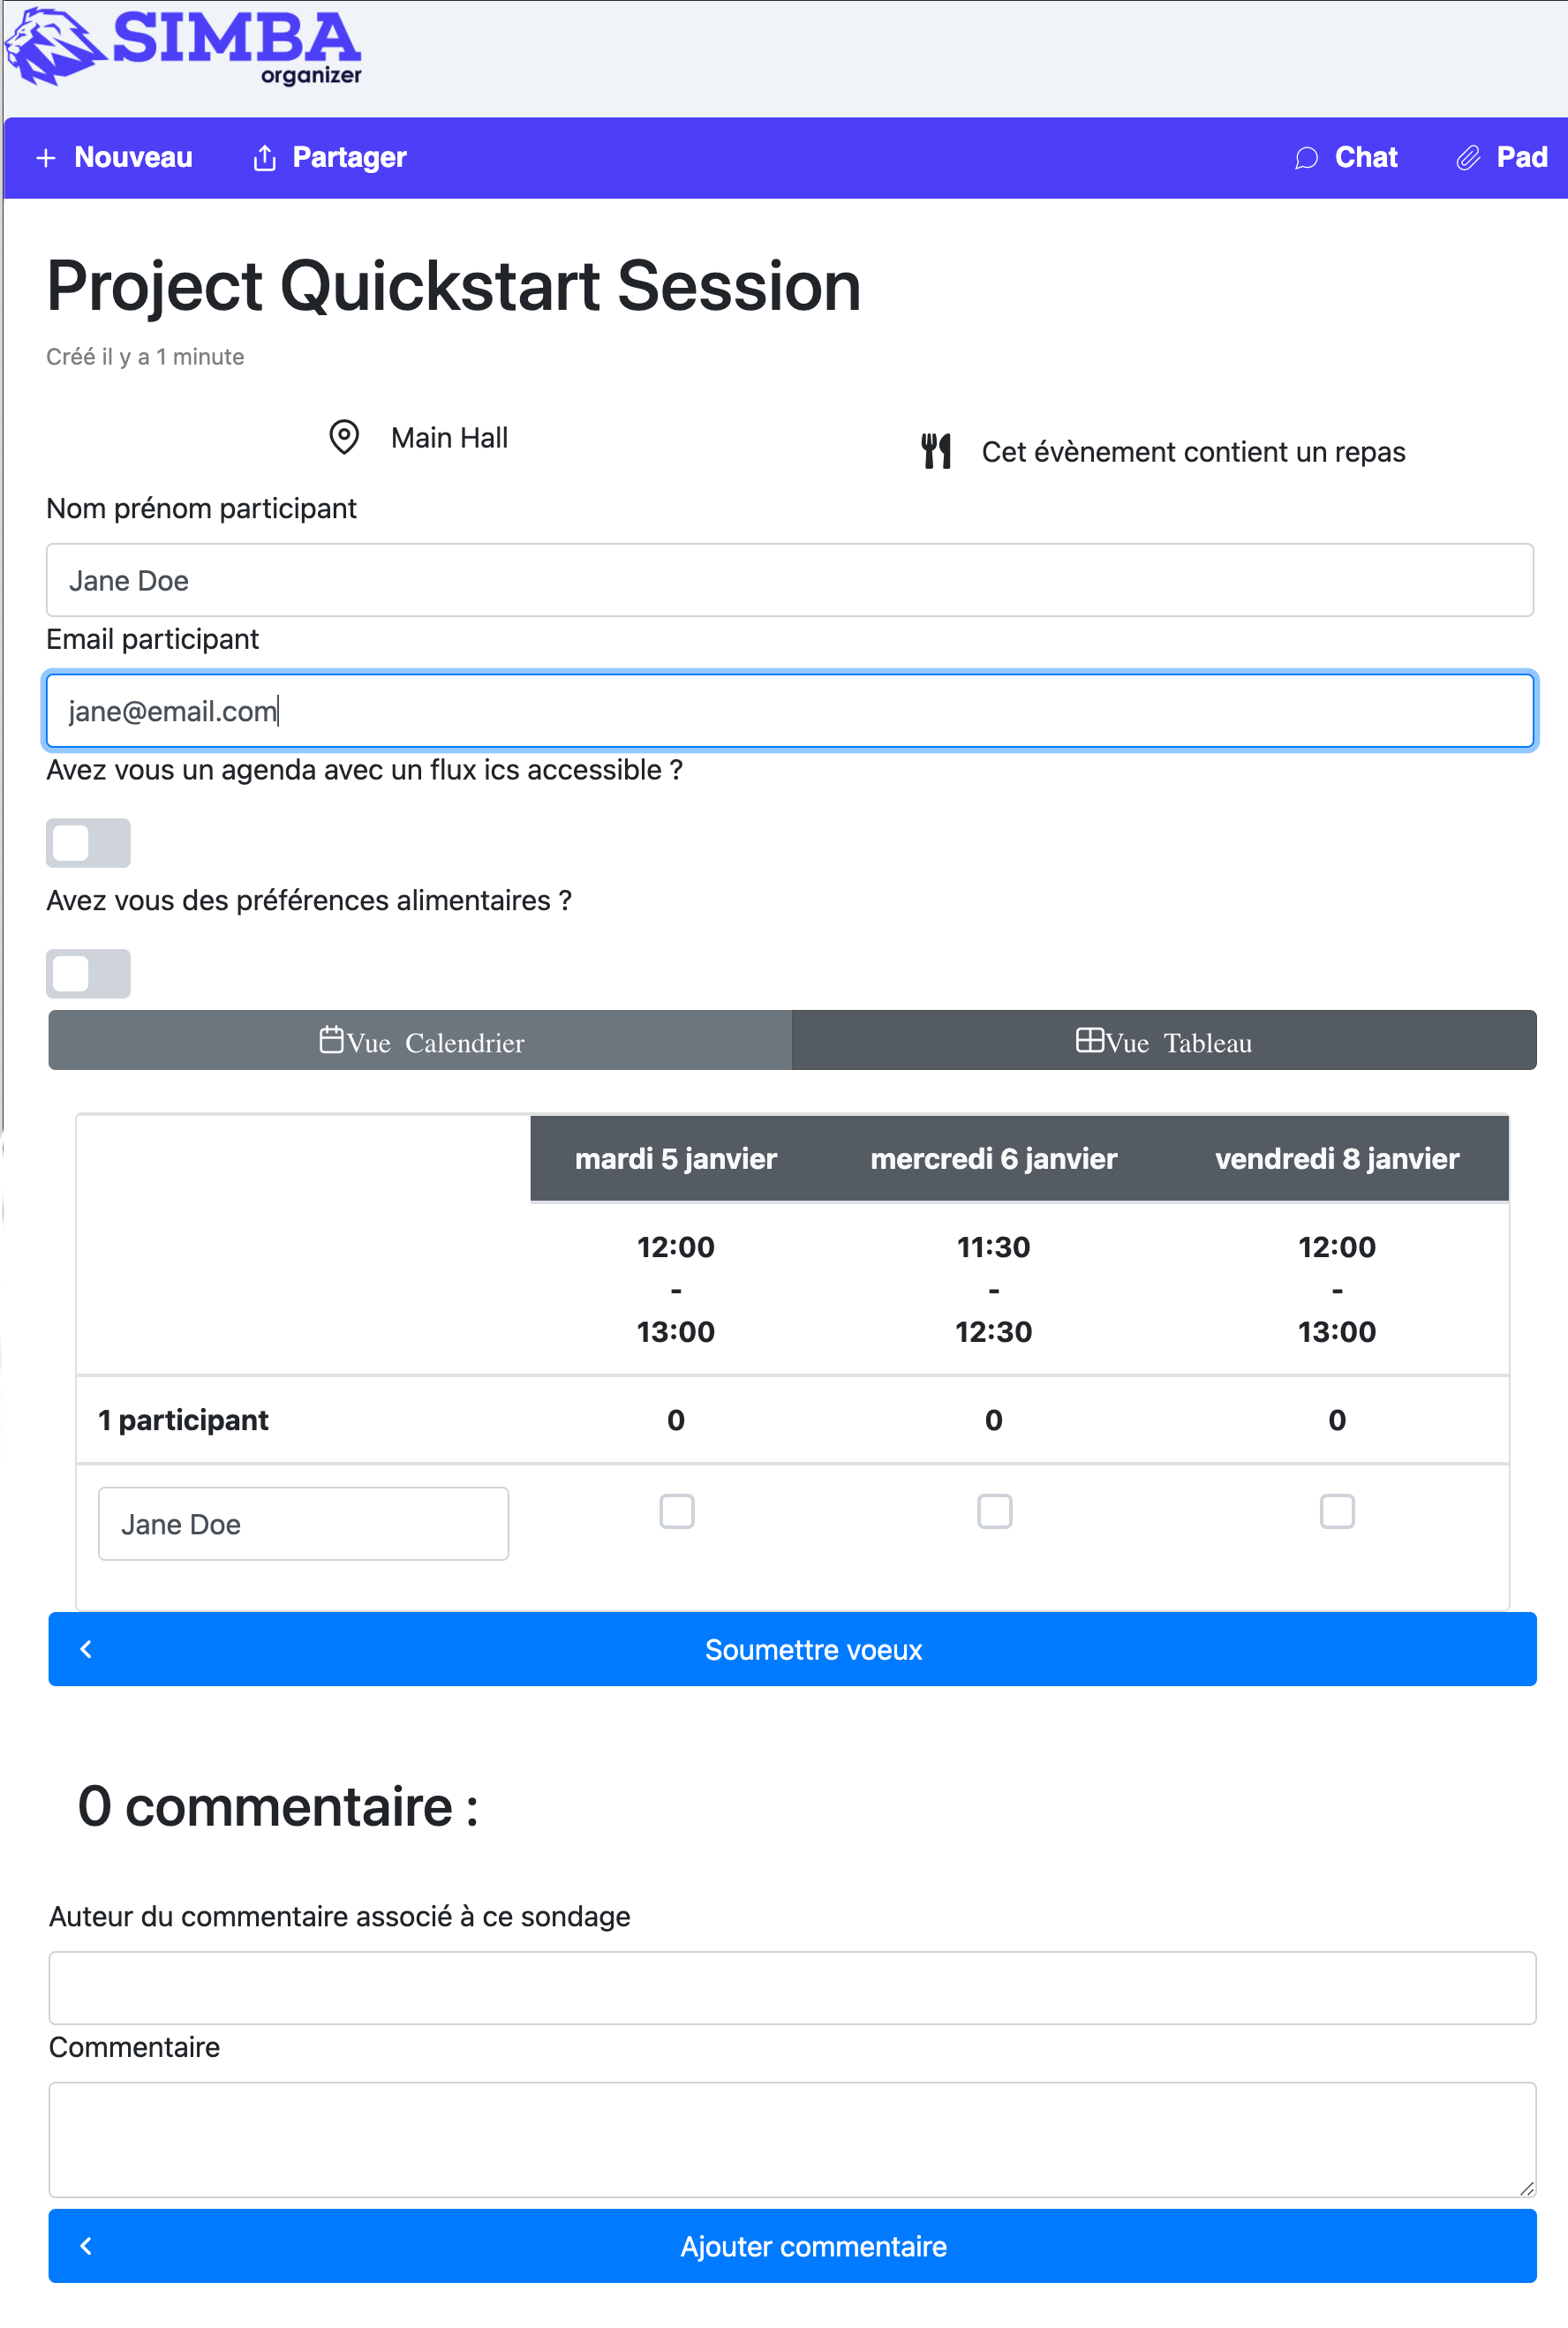 SIMBA
organizer
Nouveau Partager Chat Pad
Project Quickstart Session
Créé il y a 1 minute
Main Hall
Cet évènement contient un repas
Nom prénom participant
Jane Doe
Email participant
jane@email.com
Avez vous un agenda avec un flux ics accessible ?
Avez vous des préférences alimentaires ?
Vue Calendrier Vue Tableau
mardi 5 janvier mercredi 6 janvier vendredi 8 janvier
12:00 11:30 12:00
- - -
13:00 12:30 13:00
1 participant 0 0 0
Jane Doe
Soumettre voeux
0 commentaire :
Auteur du commentaire associé à ce sondage
Commentaire
Ajouter commentaire